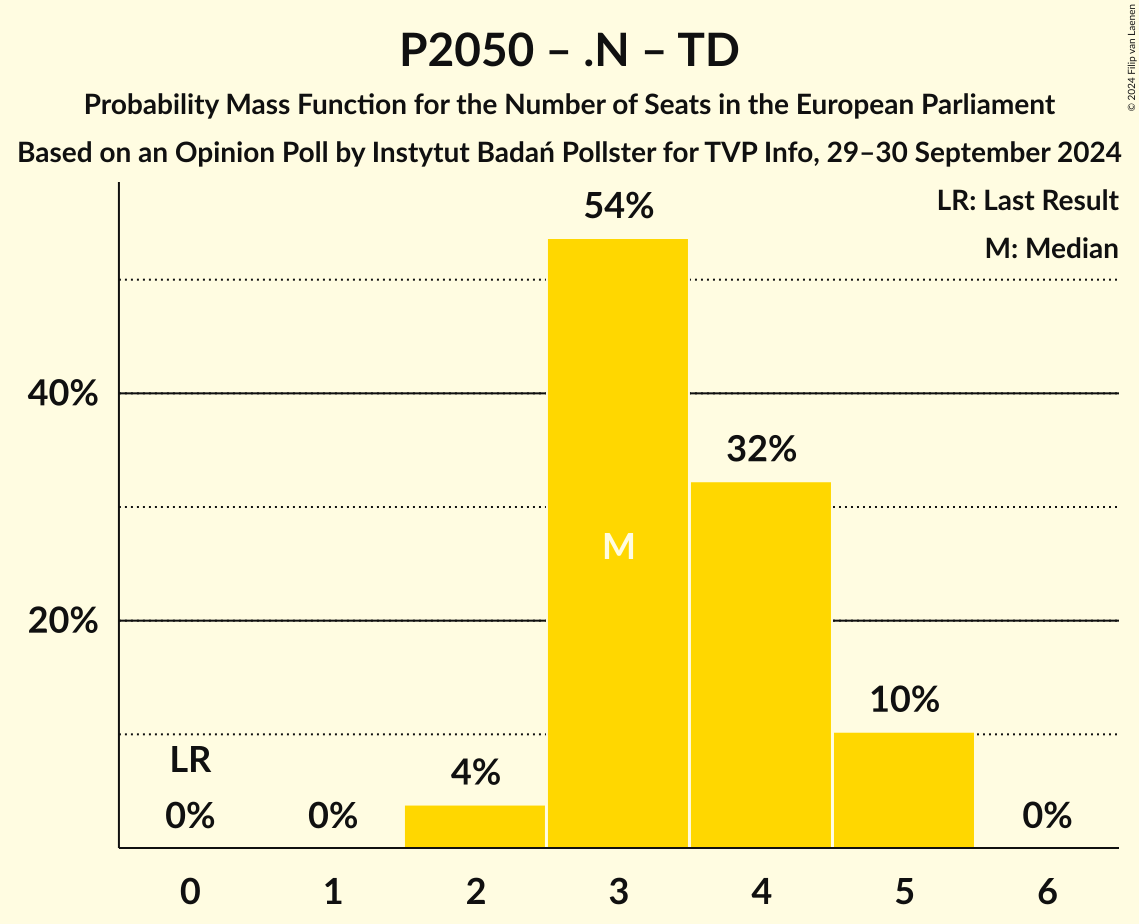 P2050 – .N – TD
Probability Mass Function for the Number of Seats in the European Parliament
Based on an Opinion Poll by Instytut Badań Pollster for TVP Info, 29–30 September 2024
© 2024 Filip van Laenen
LR: Last Result
M: Median
54%
40%
32%
M
20%
10%
LR
4%
0%
0%
0%
0 1 2 3 4 5 6